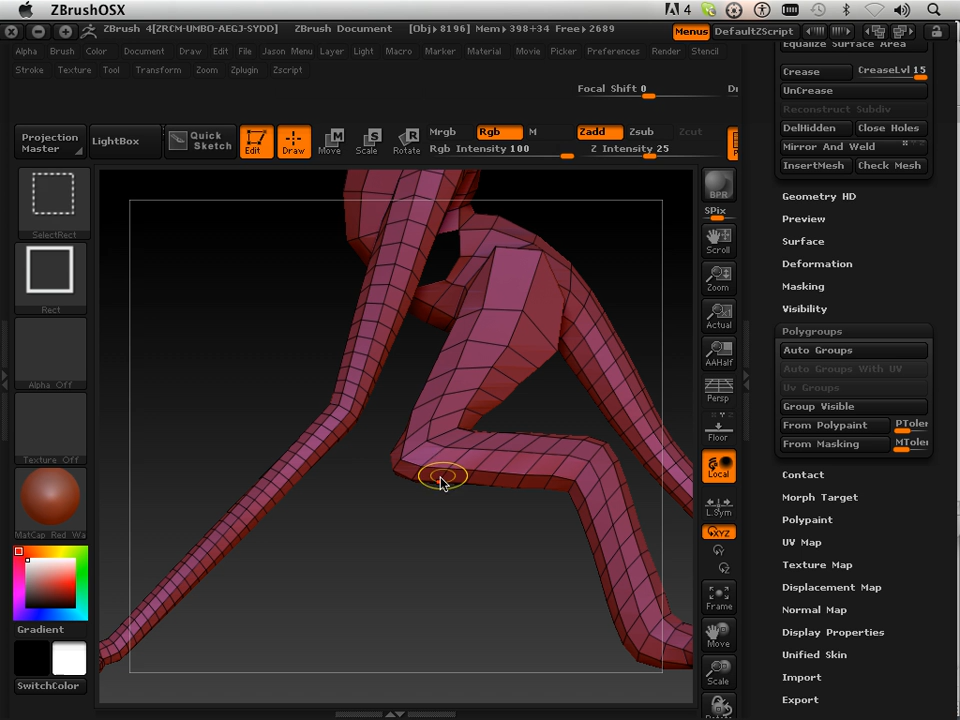 ZBrushOSX
4
ZBrush 4[ZRCM-UMBO-AEGJ-SYDD] ZBrush Document [Obj▸8196] Mem▸398+34 Free▸2689 Menus DefaultZScript
Alpha Brush Color Document Draw Edit File Jason Menu Layer Light Macro Marker Material Movie Picker Preferences Render Stencil
Stroke Texture Tool Transform Zoom Zplugin Zscript
Focal Shift 0
Projection Master
LightBox
Quick Sketch
Edit
Draw
Move
Scale
Rotate
Mrgb Rgb M Zadd Zsub Zcut
Rgb Intensity 100 Z Intensity 25
SelectRect
Rect
Alpha Off
Texture Off
MatCap Red Wa
Gradient
SwitchColor
BPR
SPix
Scroll
Zoom
Actual
AAHalf
Persp
Floor
Local
L.Sym
XYZ
Frame
Move
Scale
Equalize Surface Area
Crease CreaseLvl 15
UnCrease
Reconstruct Subdiv
DelHidden Close Holes
Mirror And Weld
InsertMesh Check Mesh
Geometry HD
Preview
Surface
Deformation
Masking
Visibility
Polygroups
Auto Groups
Auto Groups With UV
Uv Groups
Group Visible
From Polypaint PToler
From Masking MToler
Contact
Morph Target
Polypaint
UV Map
Texture Map
Displacement Map
Normal Map
Display Properties
Unified Skin
Import
Export